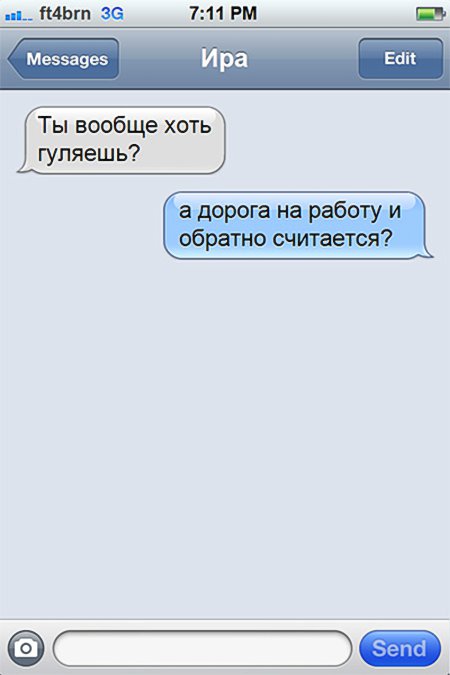 ft4brn 3G 7:11 PM
Messages Ира Edit
Ты вообще хоть
гуляешь?
а дорога на работу и
обратно считается?
Send